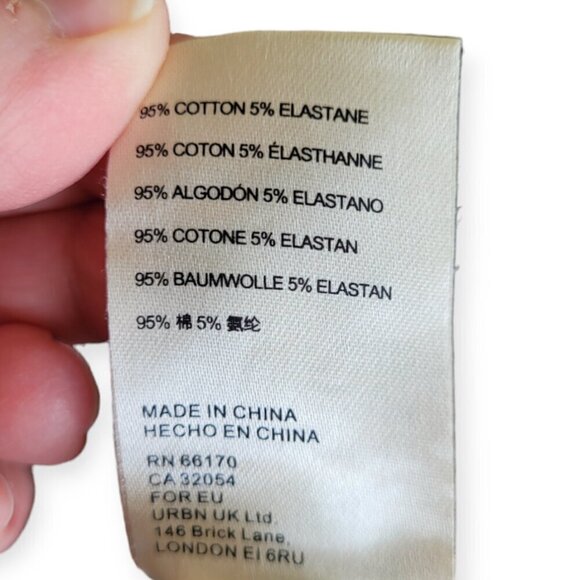 95% COTTON 5% ELASTANE
95% COTON 5% ÉLASTHANNE
95% ALGODÓN 5% ELASTANO
95% COTONE 5% ELASTAN
95% BAUMWOLLE 5% ELASTAN
95% 棉 5% 氨纶
MADE IN CHINA
HECHO EN CHINA
RN 66170
CA 32054
FOR EU
URBN UK Ltd.
146 Brick Lane,
LONDON EI 6RU